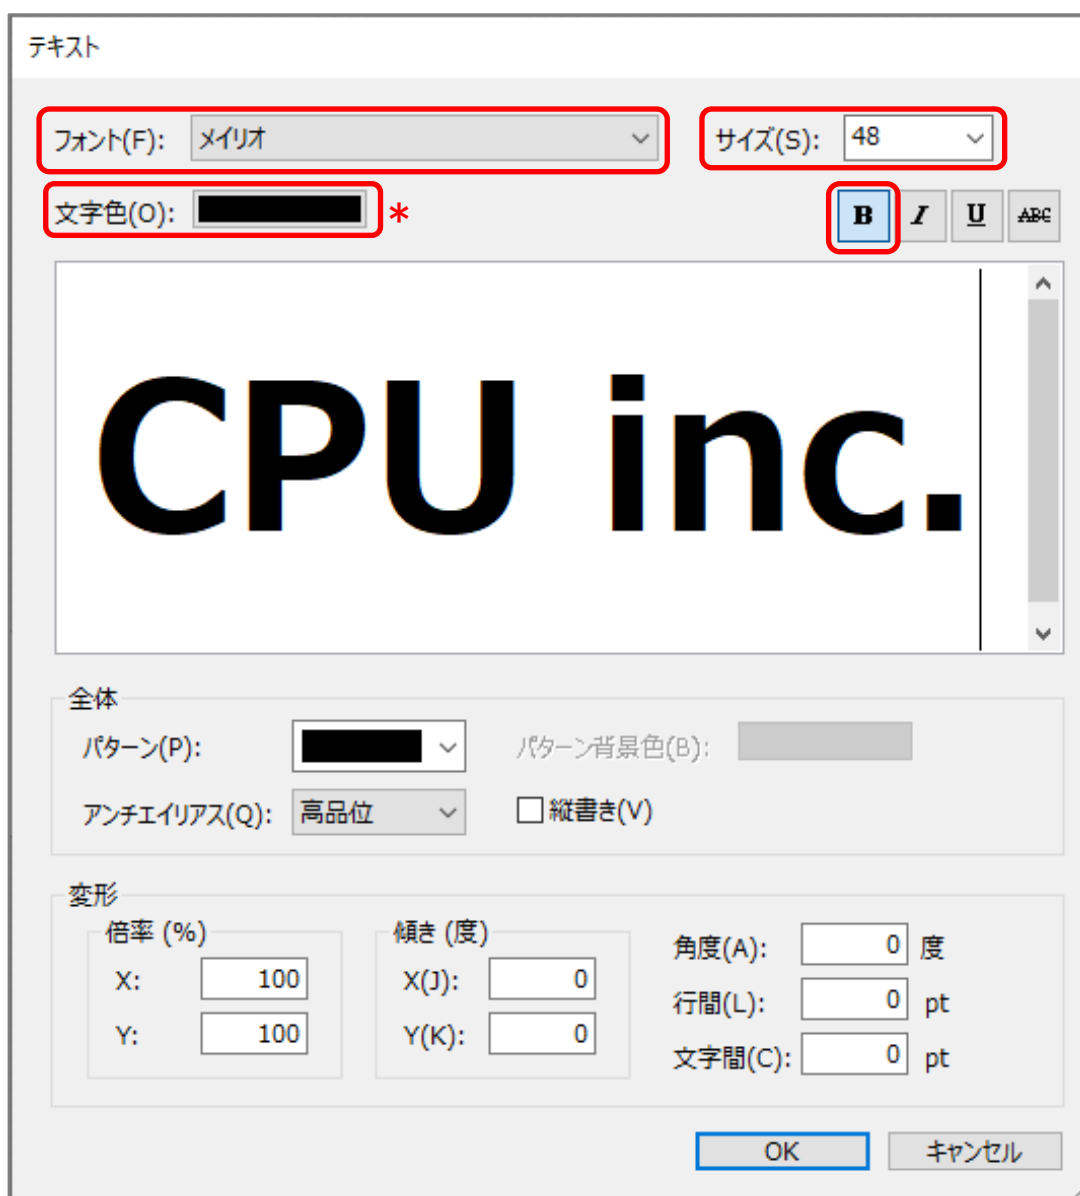 テキスト
フォント(F): メイリオ サイズ(S): 48
文字色(O): *
B I U ABC
CPU inc.
全体
パターン(P): パターン背景色(B):
アンチエイリアス(Q): 高品位 縦書き(V)
変形
倍率 (%) 傾き (度) 角度(A): 0 度
X: 100 X(J): 0 行間(L): 0 pt
Y: 100 Y(K): 0 文字間(C): 0 pt
OK キャンセル